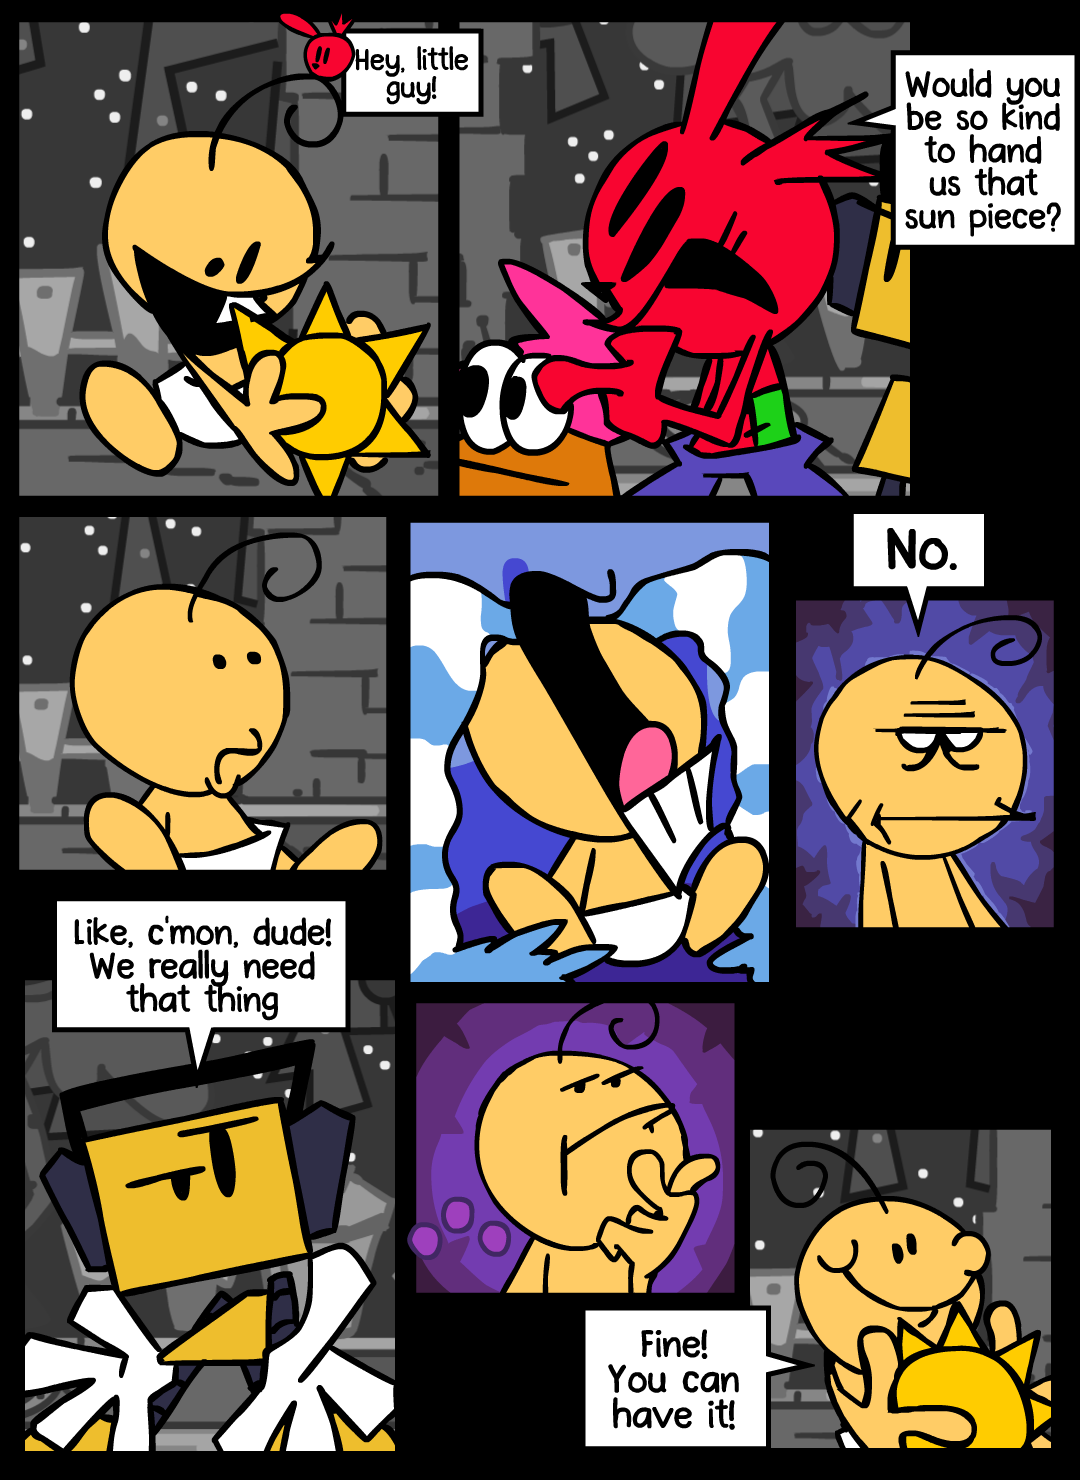 Hey, little
guy!
Would you
be so kind
to hand
us that
sun piece?
No.
Like, c'mon, dude!
We really need
that thing
Fine!
You can
have it!